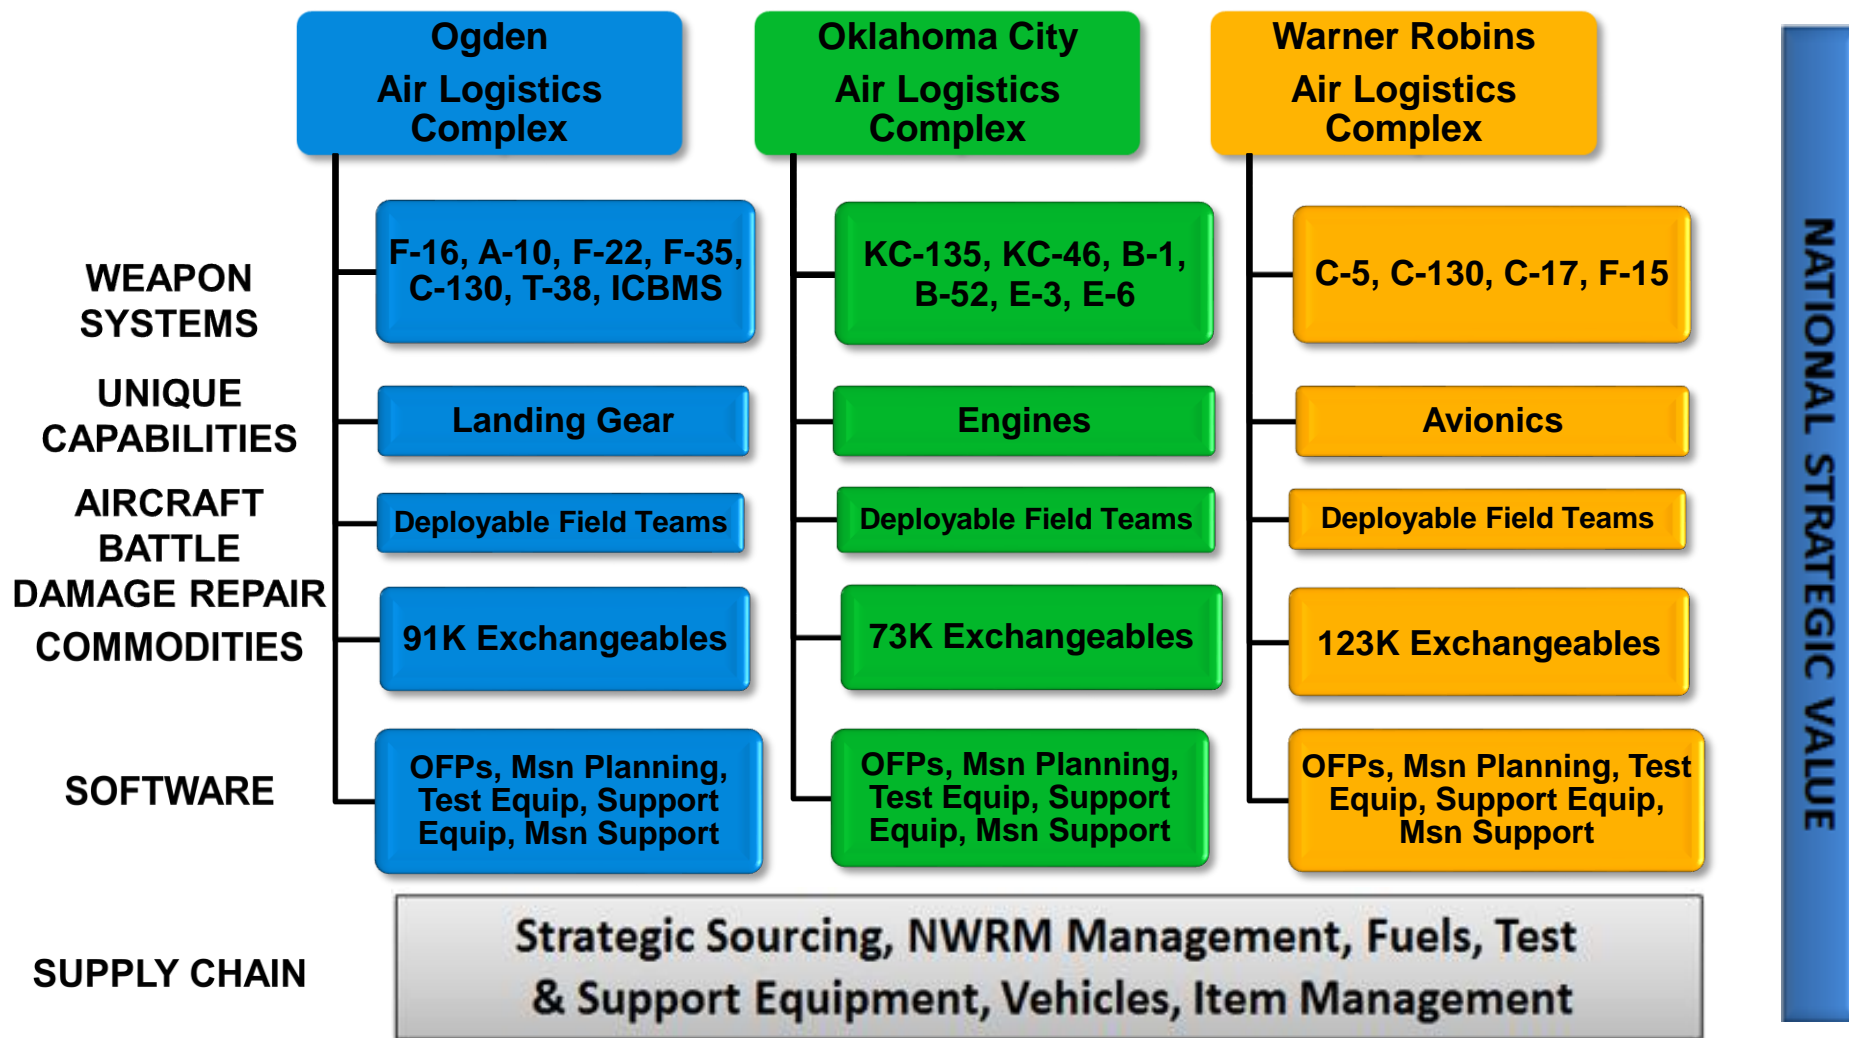 Ogden
Air Logistics
Complex
Oklahoma City
Air Logistics
Complex
Warner Robins
Air Logistics
Complex
WEAPON
SYSTEMS
F-16, A-10, F-22, F-35,
C-130, T-38, ICBMS
KC-135, KC-46, B-1,
B-52, E-3, E-6
C-5, C-130, C-17, F-15
UNIQUE
CAPABILITIES
Landing Gear
Engines
Avionics
AIRCRAFT
BATTLE
DAMAGE REPAIR
Deployable Field Teams
Deployable Field Teams
Deployable Field Teams
COMMODITIES
91K Exchangeables
73K Exchangeables
123K Exchangeables
SOFTWARE
OFPs, Msn Planning,
Test Equip, Support
Equip, Msn Support
OFPs, Msn Planning,
Test Equip, Support
Equip, Msn Support
OFPs, Msn Planning, Test
Equip, Support Equip,
Msn Support
SUPPLY CHAIN
Strategic Sourcing, NWRM Management, Fuels, Test
& Support Equipment, Vehicles, Item Management
NATIONAL STRATEGIC VALUE